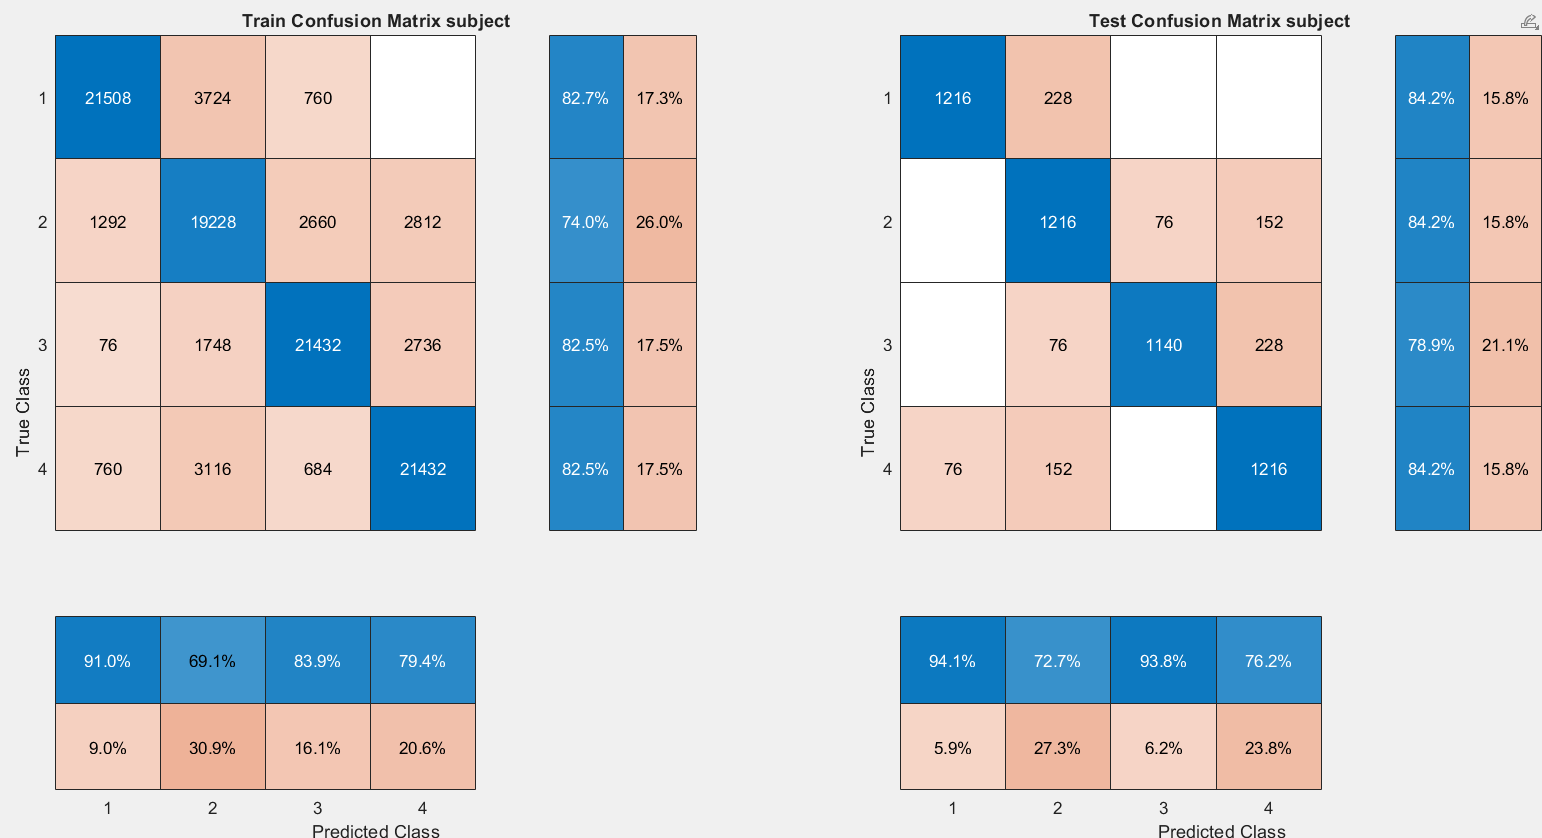 Train Confusion Matrix subject
1 21508 3724 760 82.7% 17.3%
2 1292 19228 2660 2812 74.0% 26.0%
3 76 1748 21432 2736 82.5% 17.5%
4 760 3116 684 21432 82.5% 17.5%
True Class
91.0% 69.1% 83.9% 79.4%
9.0% 30.9% 16.1% 20.6%
1 2 3 4
Predicted Class
Test Confusion Matrix subject
1 1216 228 84.2% 15.8%
2 1216 76 152 84.2% 15.8%
3 76 1140 228 78.9% 21.1%
4 76 152 1216 84.2% 15.8%
True Class
94.1% 72.7% 93.8% 76.2%
5.9% 27.3% 6.2% 23.8%
1 2 3 4
Predicted Class